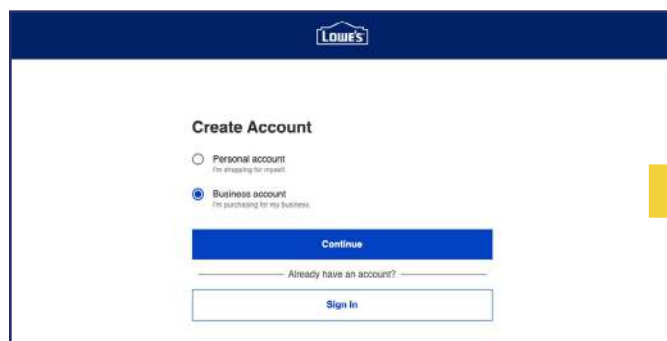 LOWE'S
Create Account
Personal account
I'm shopping for myself.
Business account
I'm purchasing for my business.
Continue
Already have an account?
Sign In